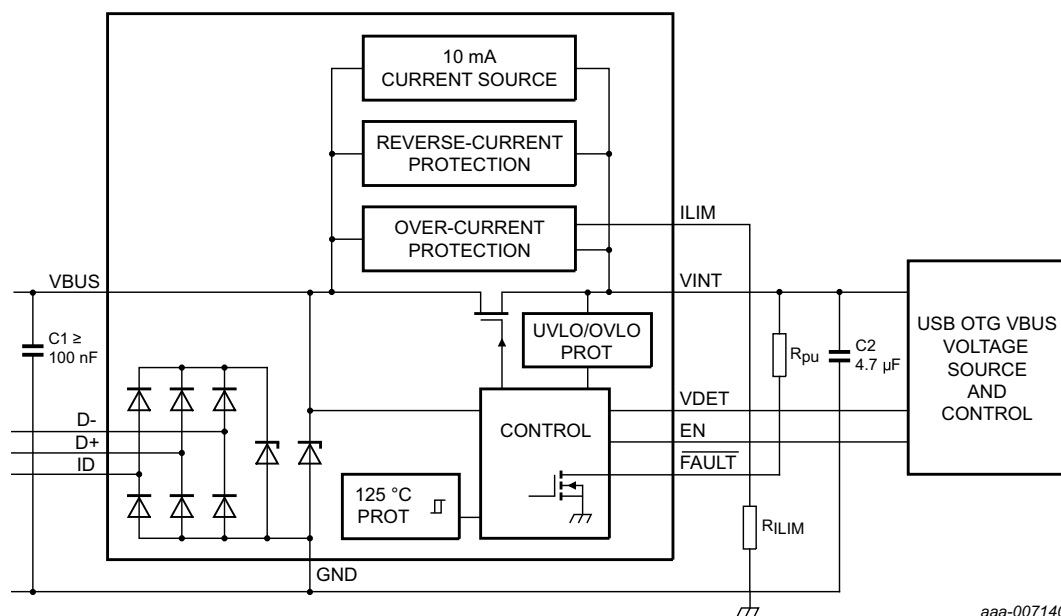 10 mA
CURRENT SOURCE
REVERSE-CURRENT
PROTECTION
OVER-CURRENT
PROTECTION
ILIM
VBUS
VINT
C1 ≥
100 nF
UVLO/OVLO
PROT
Rpu
C2
4.7 µF
USB OTG VBUS
VOLTAGE
SOURCE
AND
CONTROL
D-
D+
ID
CONTROL
VDET
EN
FAULT
125 °C
PROT
RILIM
GND
aaa-007140